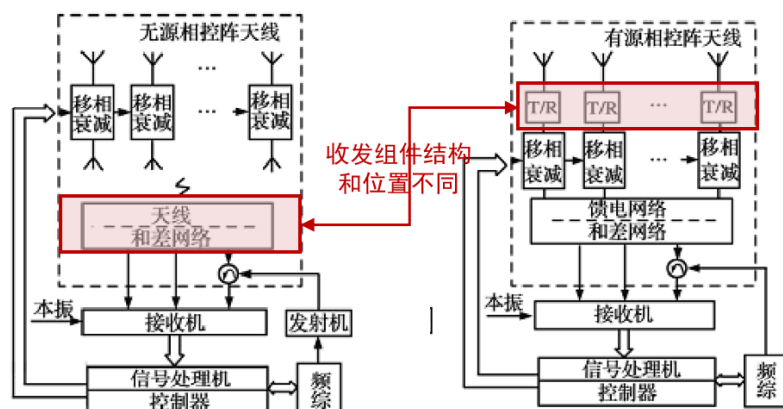 无源相控阵天线
移相
衰减
移相
衰减
…
移相
衰减
天线
和差网络
本振
接收机
发射机
信号处理机
控制器
频
综
收发组件结构
和位置不同
有源相控阵天线
T/R
T/R
…
T/R
移相
衰减
移相
衰减
…
移相
衰减
馈电网络
和差网络
本振
接收机
信号处理机
控制器
频
综